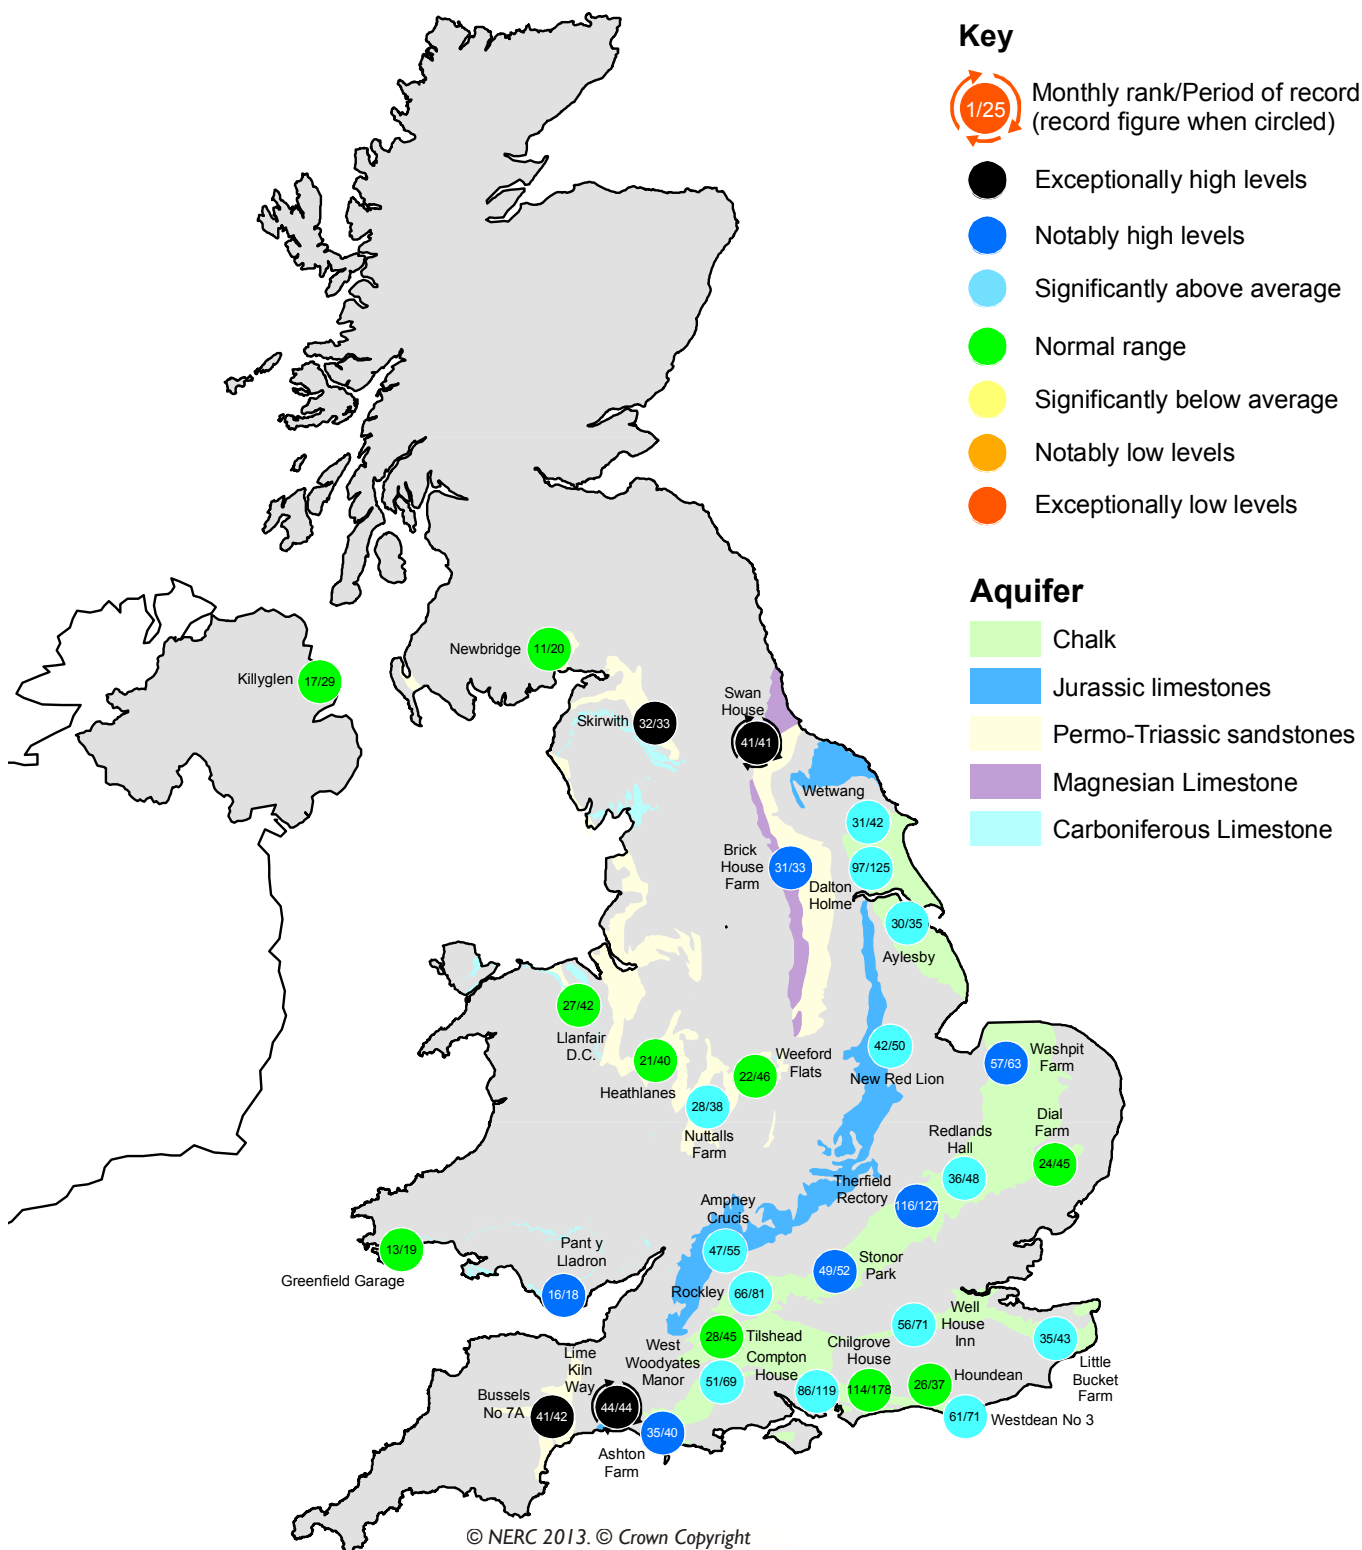 Key
1/25
Monthly rank/Period of record
(record figure when circled)
Exceptionally high levels
Notably high levels
Significantly above average
Normal range
Significantly below average
Notably low levels
Exceptionally low levels
Aquifer
Chalk
Jurassic limestones
Permo-Triassic sandstones
Magnesian Limestone
Carboniferous Limestone
Newbridge
11/20
Killyglen
17/29
Skirwith
32/33
Swan
House
41/41
Wetwang
31/42
Brick
House
Farm
31/33
Dalton
Holme
97/125
30/35
Aylesby
27/42
Llanfair
D.C.
21/40
Heathlanes
Weeford
Flats
22/46
28/38
Nuttalls
Farm
42/50
New Red Lion
57/63
Washpit
Farm
Dial
Farm
24/45
Redlands
Hall
36/48
Therfield
Rectory
116/127
Ampney
Crucis
47/55
Stonor
Park
49/52
13/19
Greenfield Garage
Pant y
Lladron
16/18
Rockley
66/81
28/45
Tilshead
West
Woodyates
Manor
51/69
Compton
House
86/119
Chilgrove
House
114/178
56/71
Well
House
Inn
35/43
Little
Bucket
Farm
26/37
Houndean
61/71
Westdean No 3
Lime
Kiln
Way
44/44
Bussels
No 7A
41/42
35/40
Ashton
Farm
© NERC 2013. © Crown Copyright